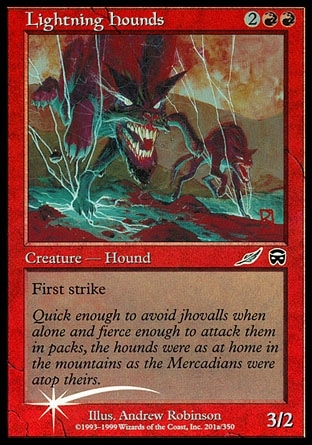 Lightning Hounds 2
Creature — Hound
First strike
Quick enough to avoid jhovalls when
alone and fierce enough to attack them
in packs, the hounds were as at home in
the mountains as the Mercadians were
atop theirs.
Illus. Andrew Robinson
3/2
©1993–1999 Wizards of the Coast, Inc. 201a/350